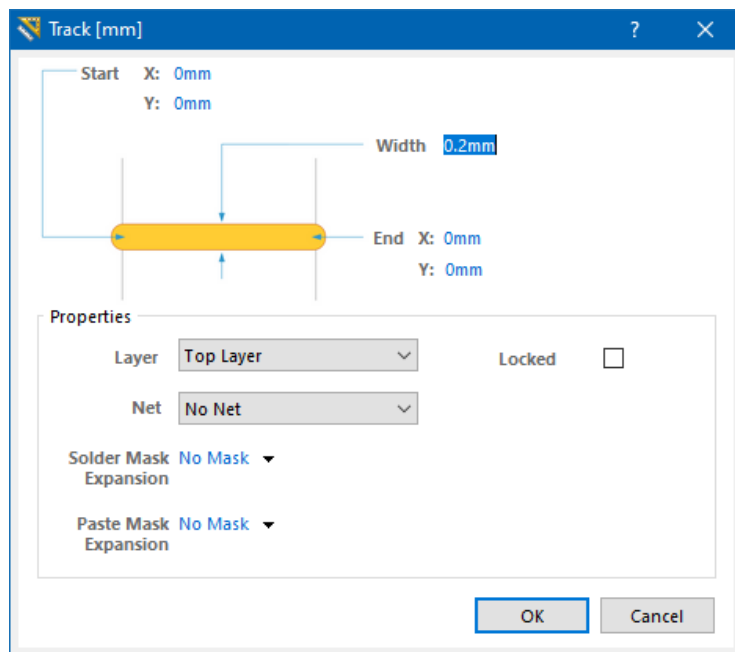 Track [mm]
?
Start X: 0mm
Y: 0mm
Width 0.2mm
End X: 0mm
Y: 0mm
Properties
Layer Top Layer Locked
Net No Net
Solder Mask No Mask
Expansion
Paste Mask No Mask
Expansion
OK Cancel